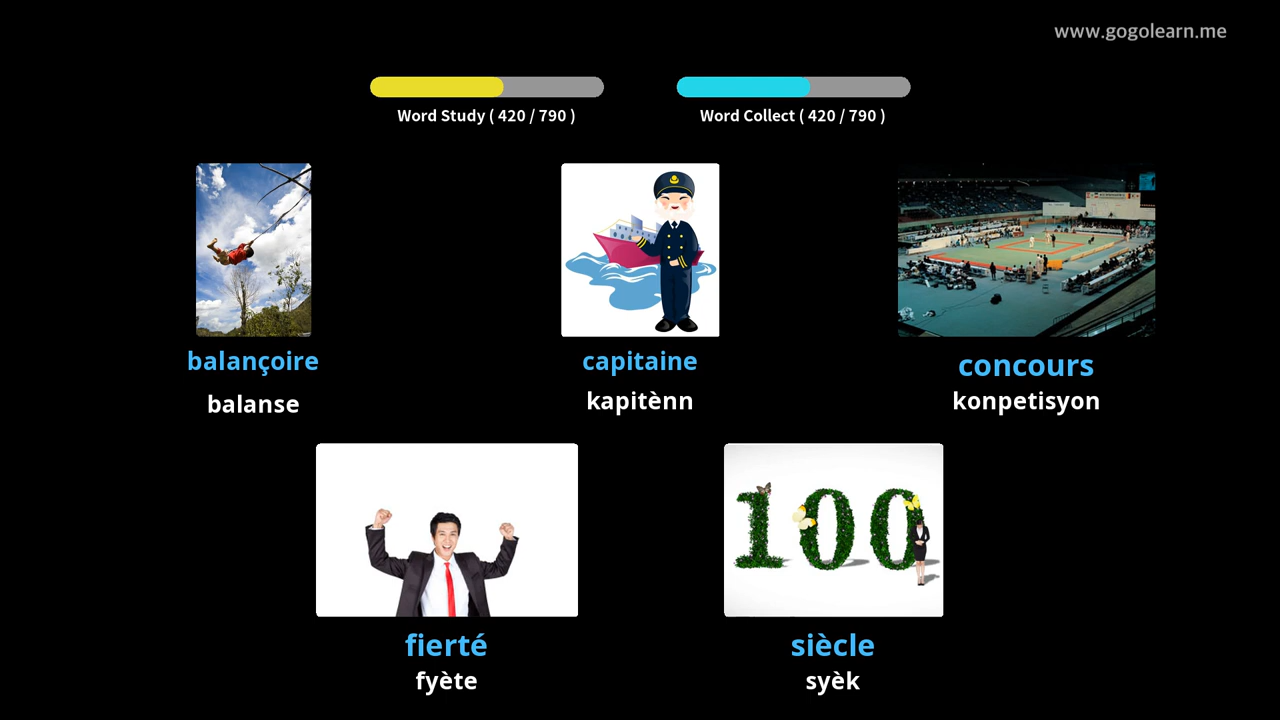 www.gogolearn.me
Word Study ( 420 / 790 )
Word Collect ( 420 / 790 )
balançoire
balanse
capitaine
kapitènn
concours
konpetisyon
fierté
fyète
siècle
syèk